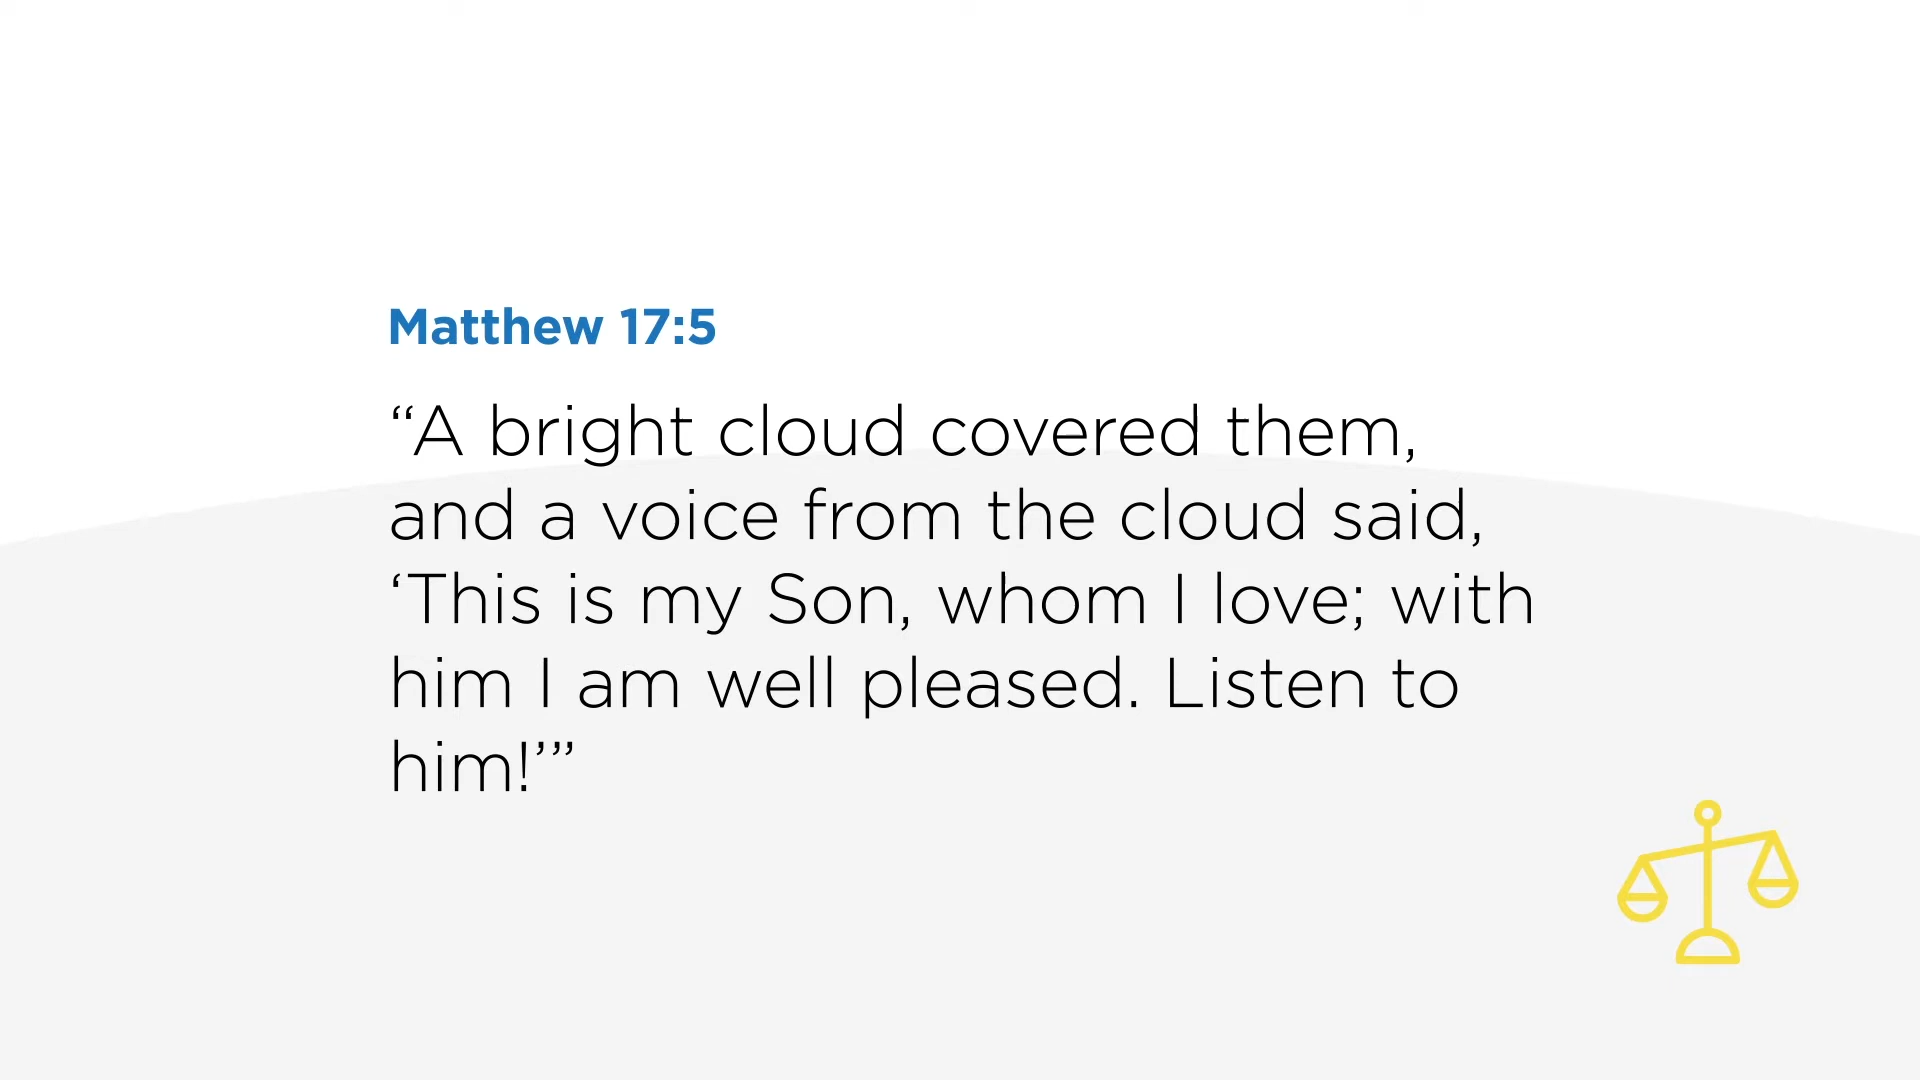 Matthew 17:5
“A bright cloud covered them,
and a voice from the cloud said,
‘This is my Son, whom I love; with
him I am well pleased. Listen to
him!’”